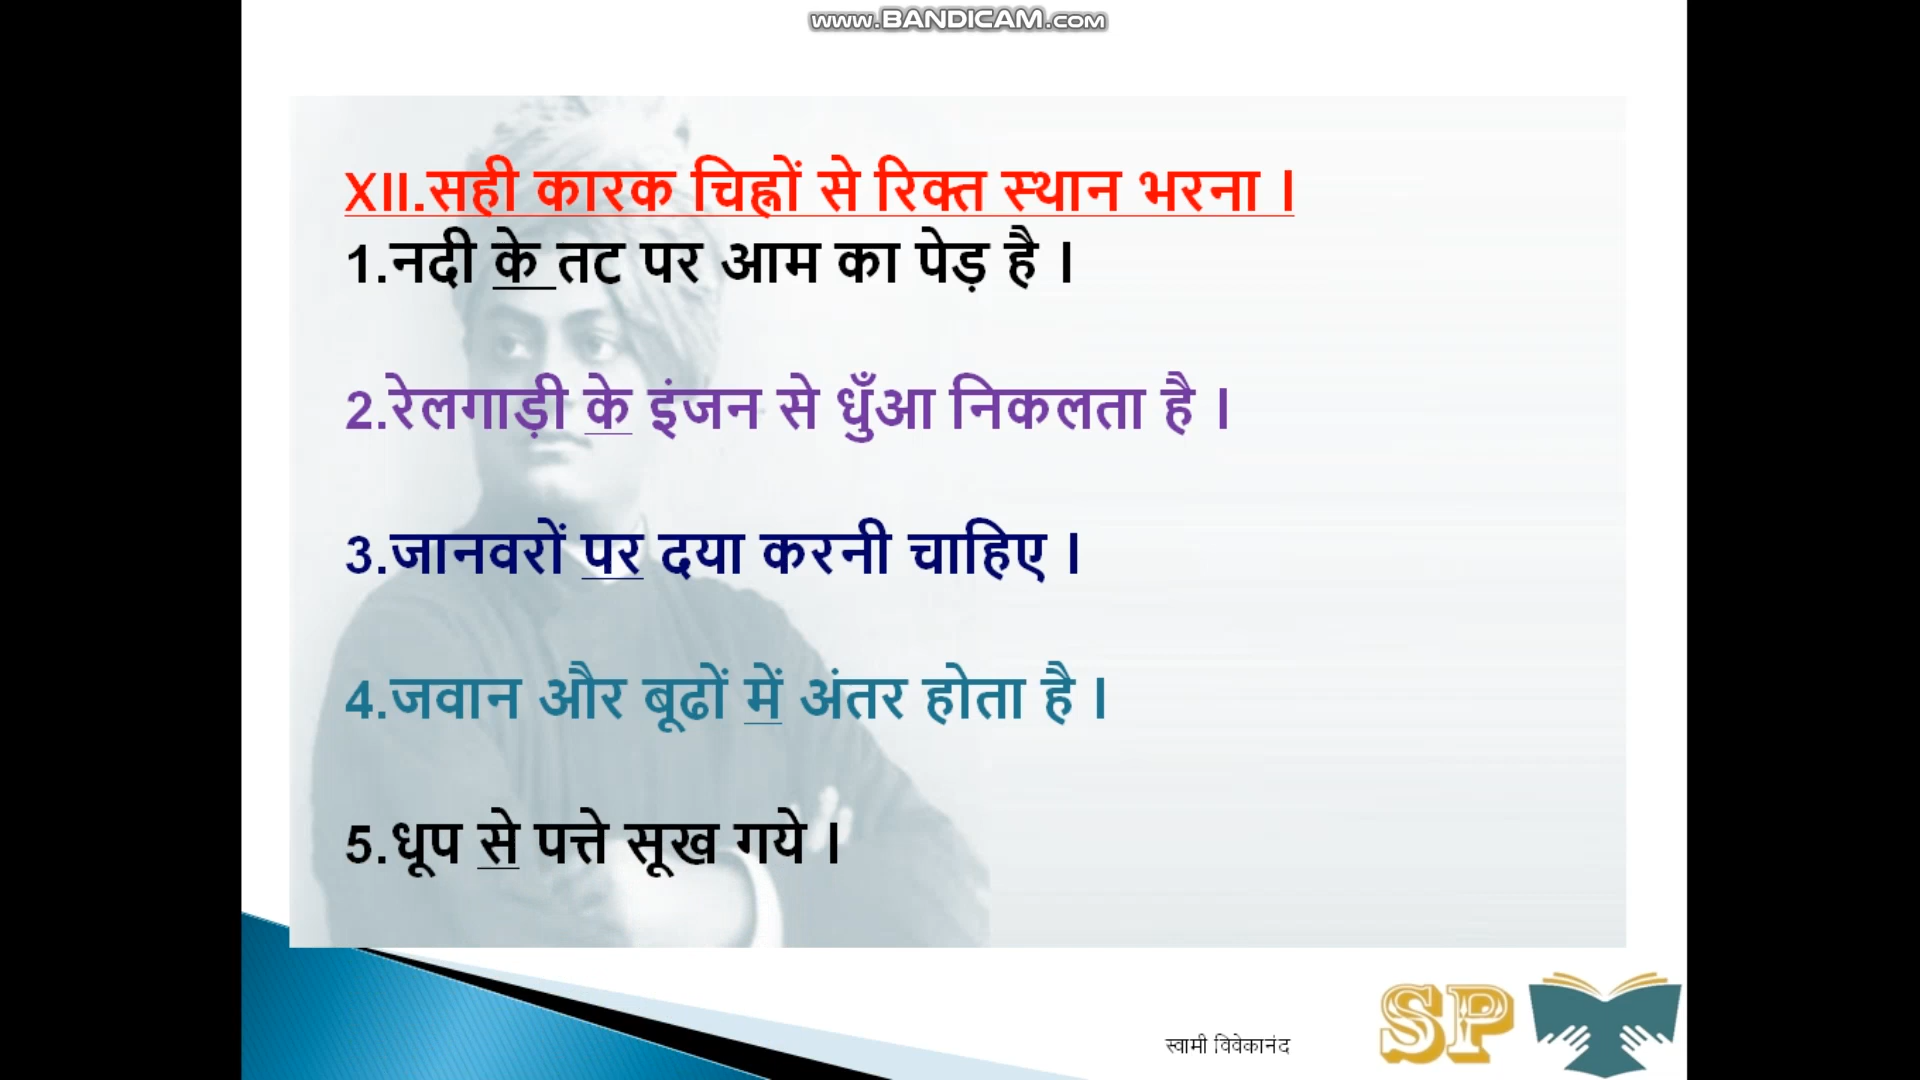 www.BANDICAM.com
XII.सही कारक चिह्नों से रिक्त स्थान भरना ।
1.नदी के तट पर आम का पेड़ है ।
2.रेलगाड़ी के इंजन से धुँआ निकलता है ।
3.जानवरों पर दया करनी चाहिए ।
4.जवान और बूढों में अंतर होता है ।
5.धूप से पत्ते सूख गये ।
स्वामी विवेकानंद
SP